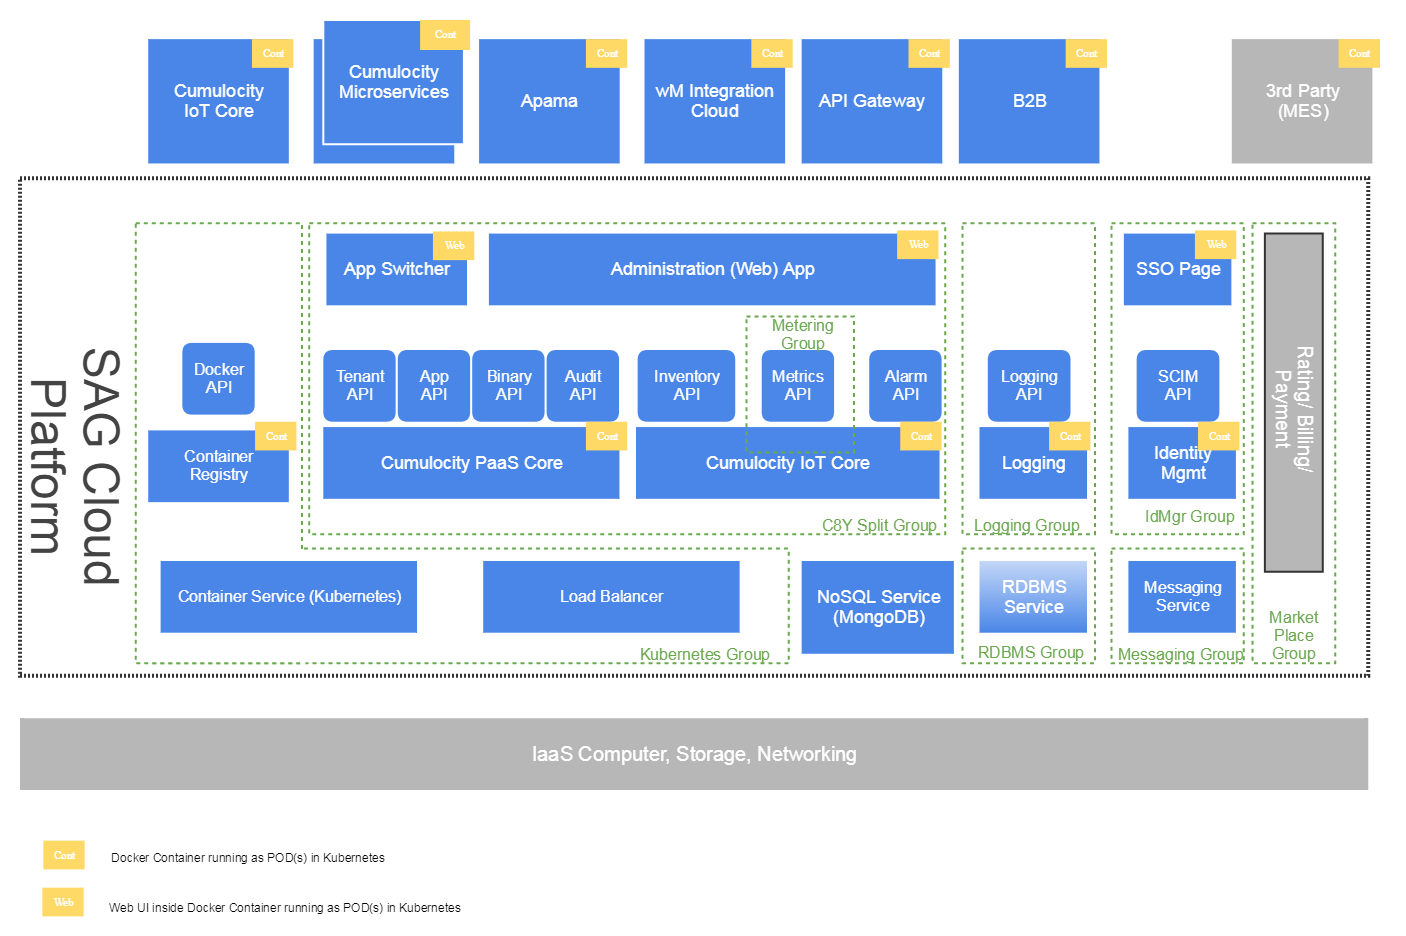 Cont
Cumulocity
IoT Core
Cont
Cumulocity
Microservices
Cont
Apama
Cont
wM Integration
Cloud
Cont
API Gateway
Cont
B2B
Cont
3rd Party
(MES)
SAG Cloud
Platform
Web
App Switcher
Web
Administration (Web) App
Web
SSO Page
Metering
Group
Docker
API
Tenant
API
App
API
Binary
API
Audit
API
Inventory
API
Metrics
API
Alarm
API
Logging
API
SCIM
API
Rating/ Billing/
Payment
Cont
Container
Registry
Cont
Cumulocity PaaS Core
Cont
Cumulocity IoT Core
Cont
Logging
Cont
Identity
Mgmt
C8Y Split Group
Logging Group
IdMgr Group
Container Service (Kubernetes)
Load Balancer
NoSQL Service
(MongoDB)
RDBMS
Service
Messaging
Service
Kubernetes Group
RDBMS Group
Messaging Group
Market
Place
Group
IaaS Computer, Storage, Networking
Cont
Docker Container running as POD(s) in Kubernetes
Web
Web UI inside Docker Container running as POD(s) in Kubernetes